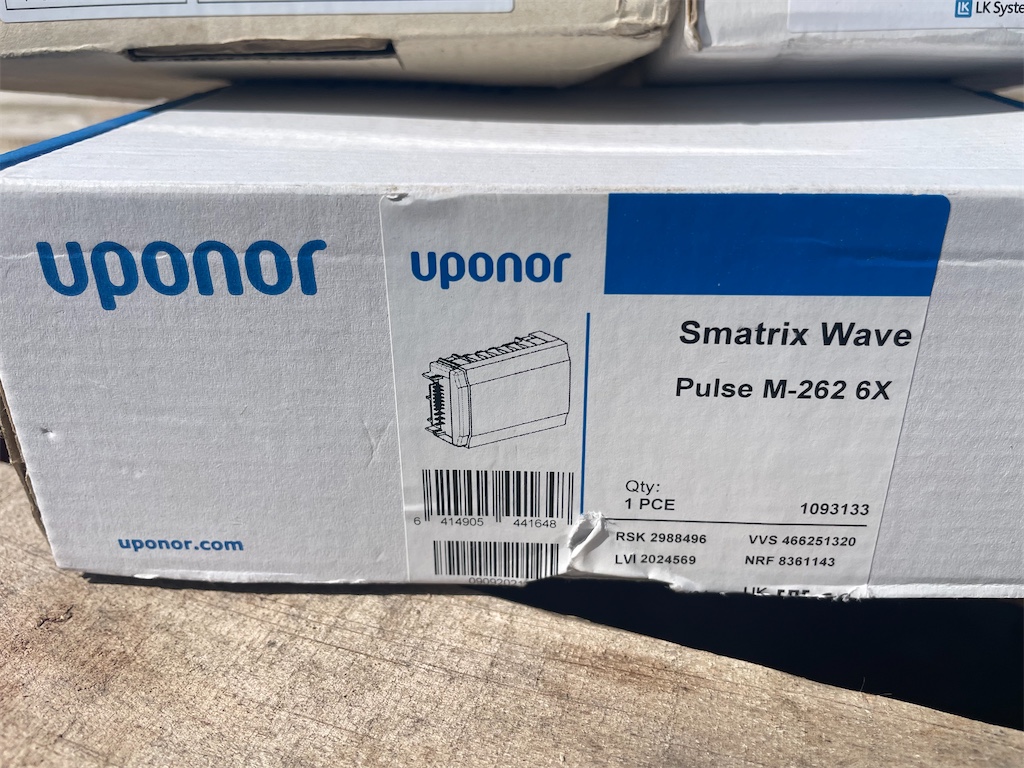 LK Syste
uponor
uponor
Smatrix Wave
Pulse M-262 6X
Qty:
1 PCE
1093133
6 414905 441648
RSK 2988496
VVS 466251320
LVI 2024569
NRF 8361143
uponor.com